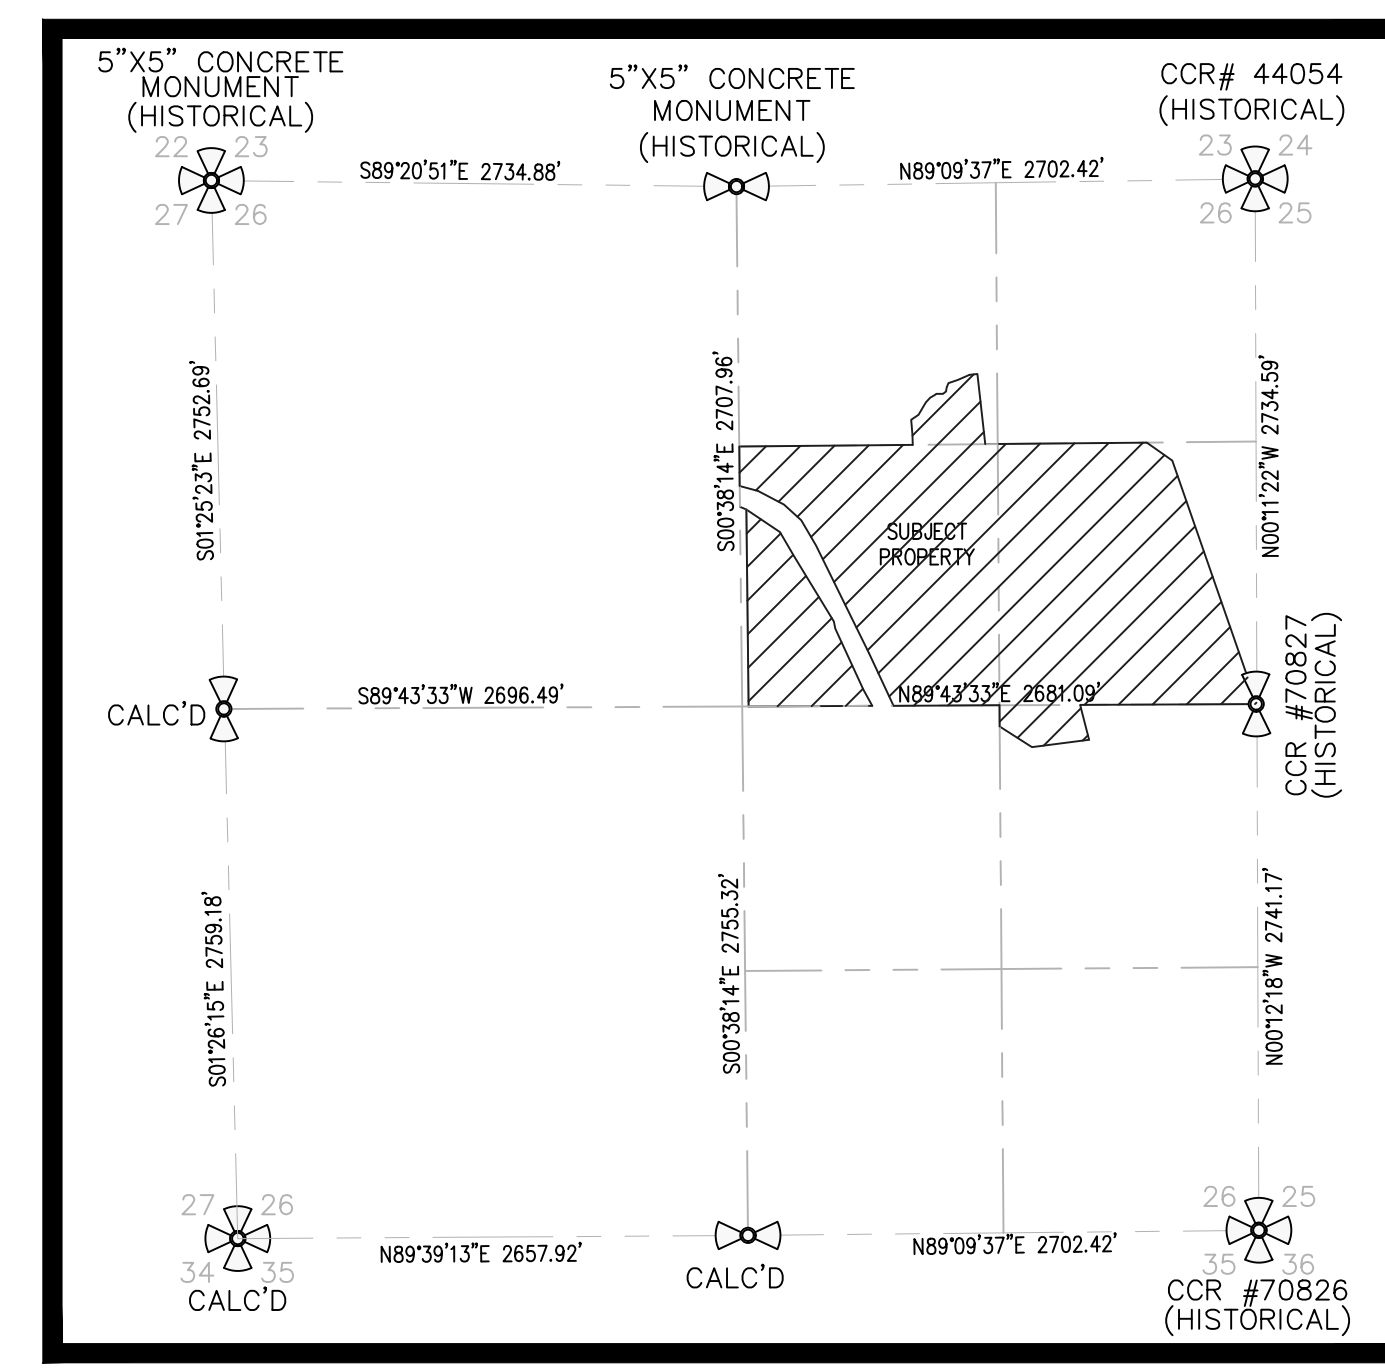 5”X5” CONCRETE
MONUMENT
(HISTORICAL)
5”X5” CONCRETE
MONUMENT
(HISTORICAL)
CCR# 44054
(HISTORICAL)
22 23
27 26
S89°20’51”E 2734.88’
N89°09’37”E 2702.42’
23 24
26 25
S01°25’23”E 2752.69’
S00°38’14”E 2707.96’
N00°11’22”W 2734.59’
SUBJECT
PROPERTY
CALC’D
S89°43’33”W 2696.49’
N89°43’33”E 2681.09’
CCR #70827
(HISTORICAL)
S01°26’15”E 2759.18’
S00°38’14”E 2755.32’
N00°12’18”W 2741.17’
27 26
34 35
CALC’D
N89°39’13”E 2657.92’
CALC’D
N89°09’37”E 2702.42’
26 25
35 36
CCR #70826
(HISTORICAL)